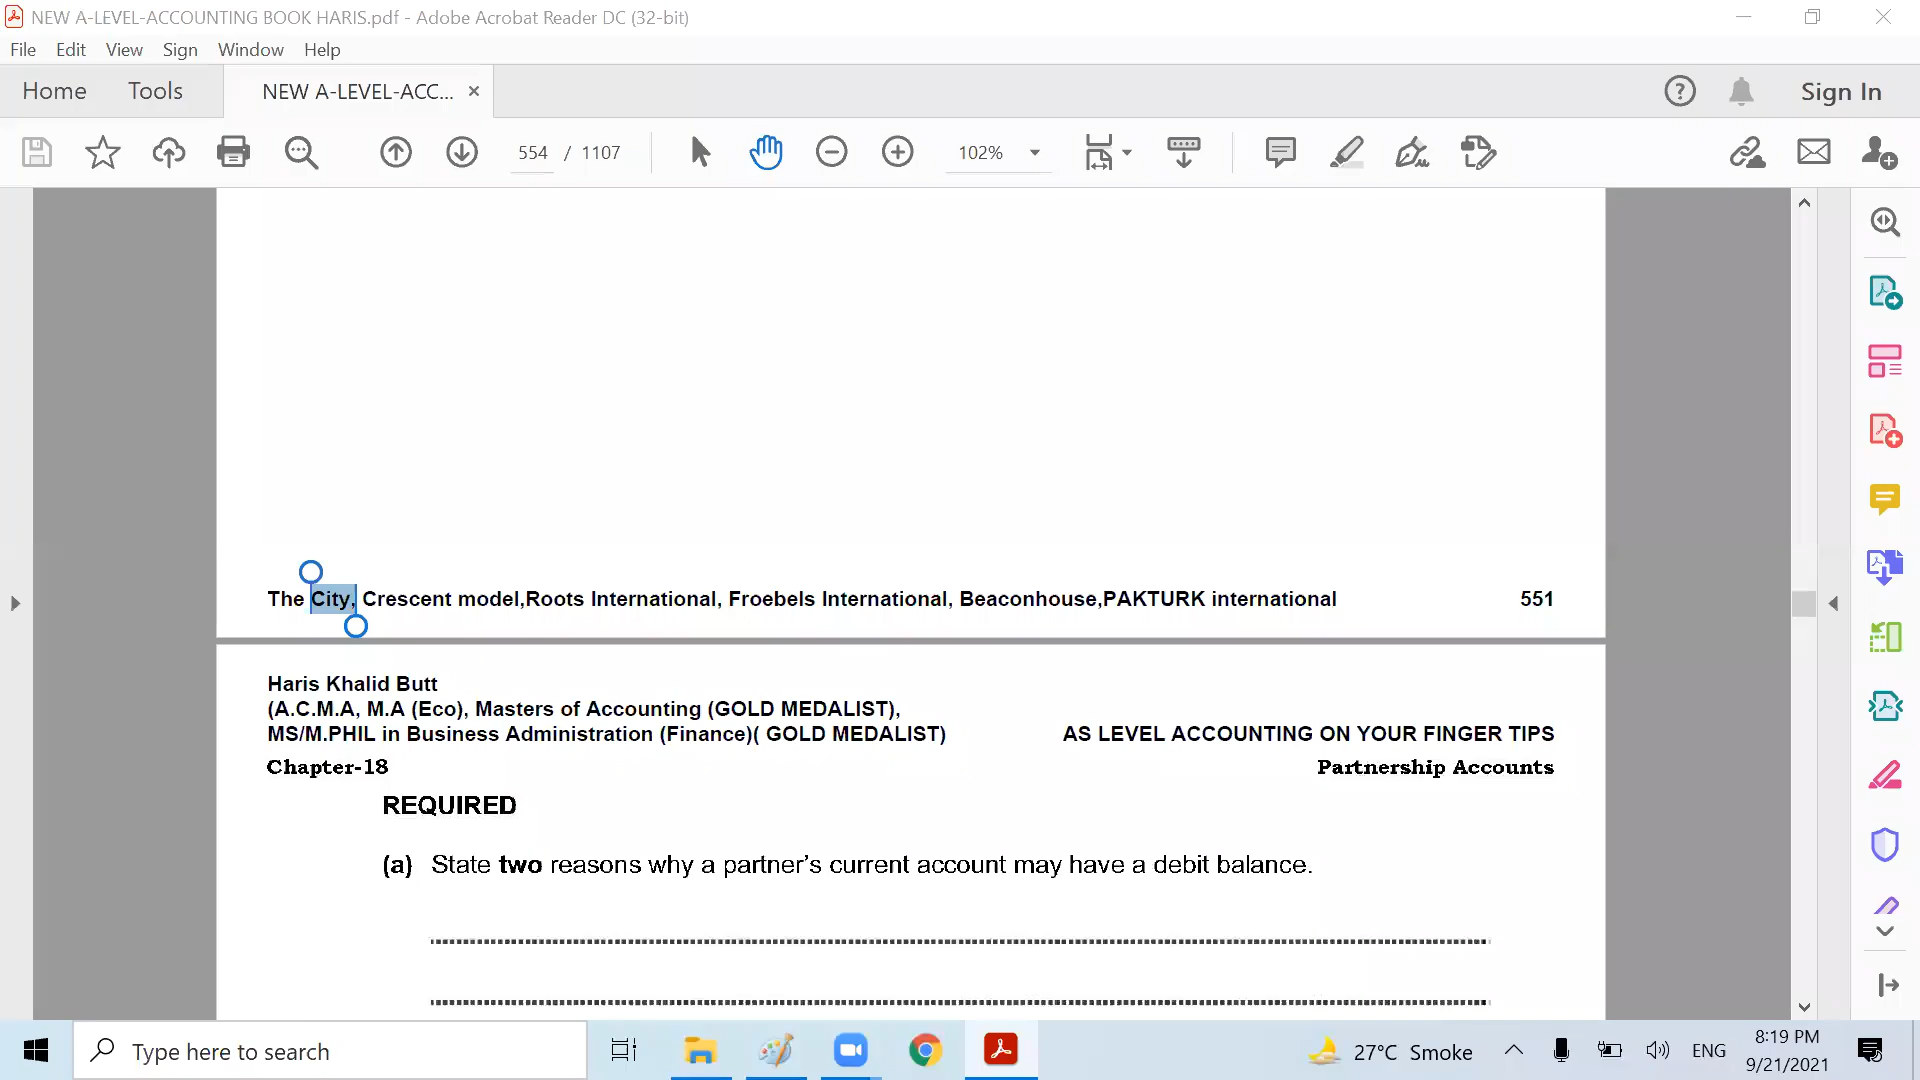 NEW A-LEVEL-ACCOUNTING BOOK HARIS.pdf - Adobe Acrobat Reader DC (32-bit)
File Edit View Sign Window Help
Home Tools NEW A-LEVEL-ACC... × Sign In
554 / 1107 102%
The City, Crescent model,Roots International, Froebels International, Beaconhouse,PAKTURK international 551
Haris Khalid Butt
(A.C.M.A, M.A (Eco), Masters of Accounting (GOLD MEDALIST),
MS/M.PHIL in Business Administration (Finance)( GOLD MEDALIST) AS LEVEL ACCOUNTING ON YOUR FINGER TIPS
Chapter-18 Partnership Accounts
REQUIRED
(a) State two reasons why a partner's current account may have a debit balance.
Type here to search 27°C Smoke ENG 8:19 PM
9/21/2021